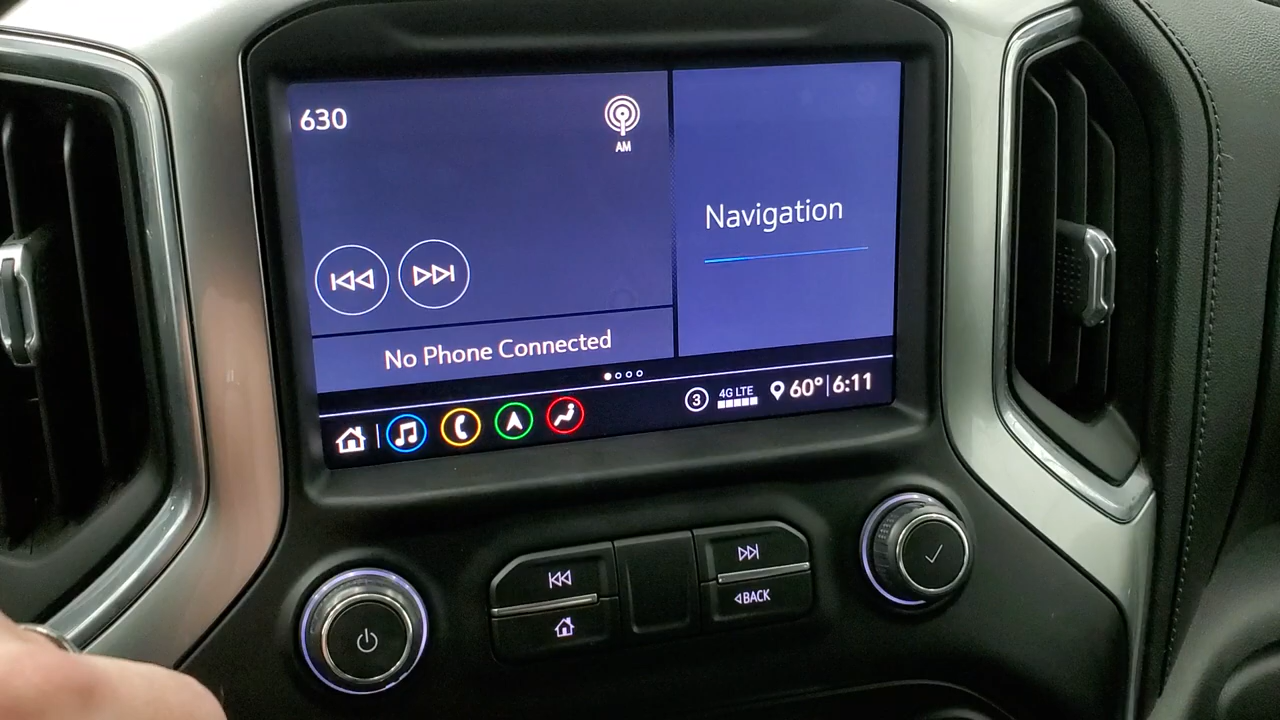 630
AM
Navigation
No Phone Connected
3
4G LTE
60° 6:11
BACK